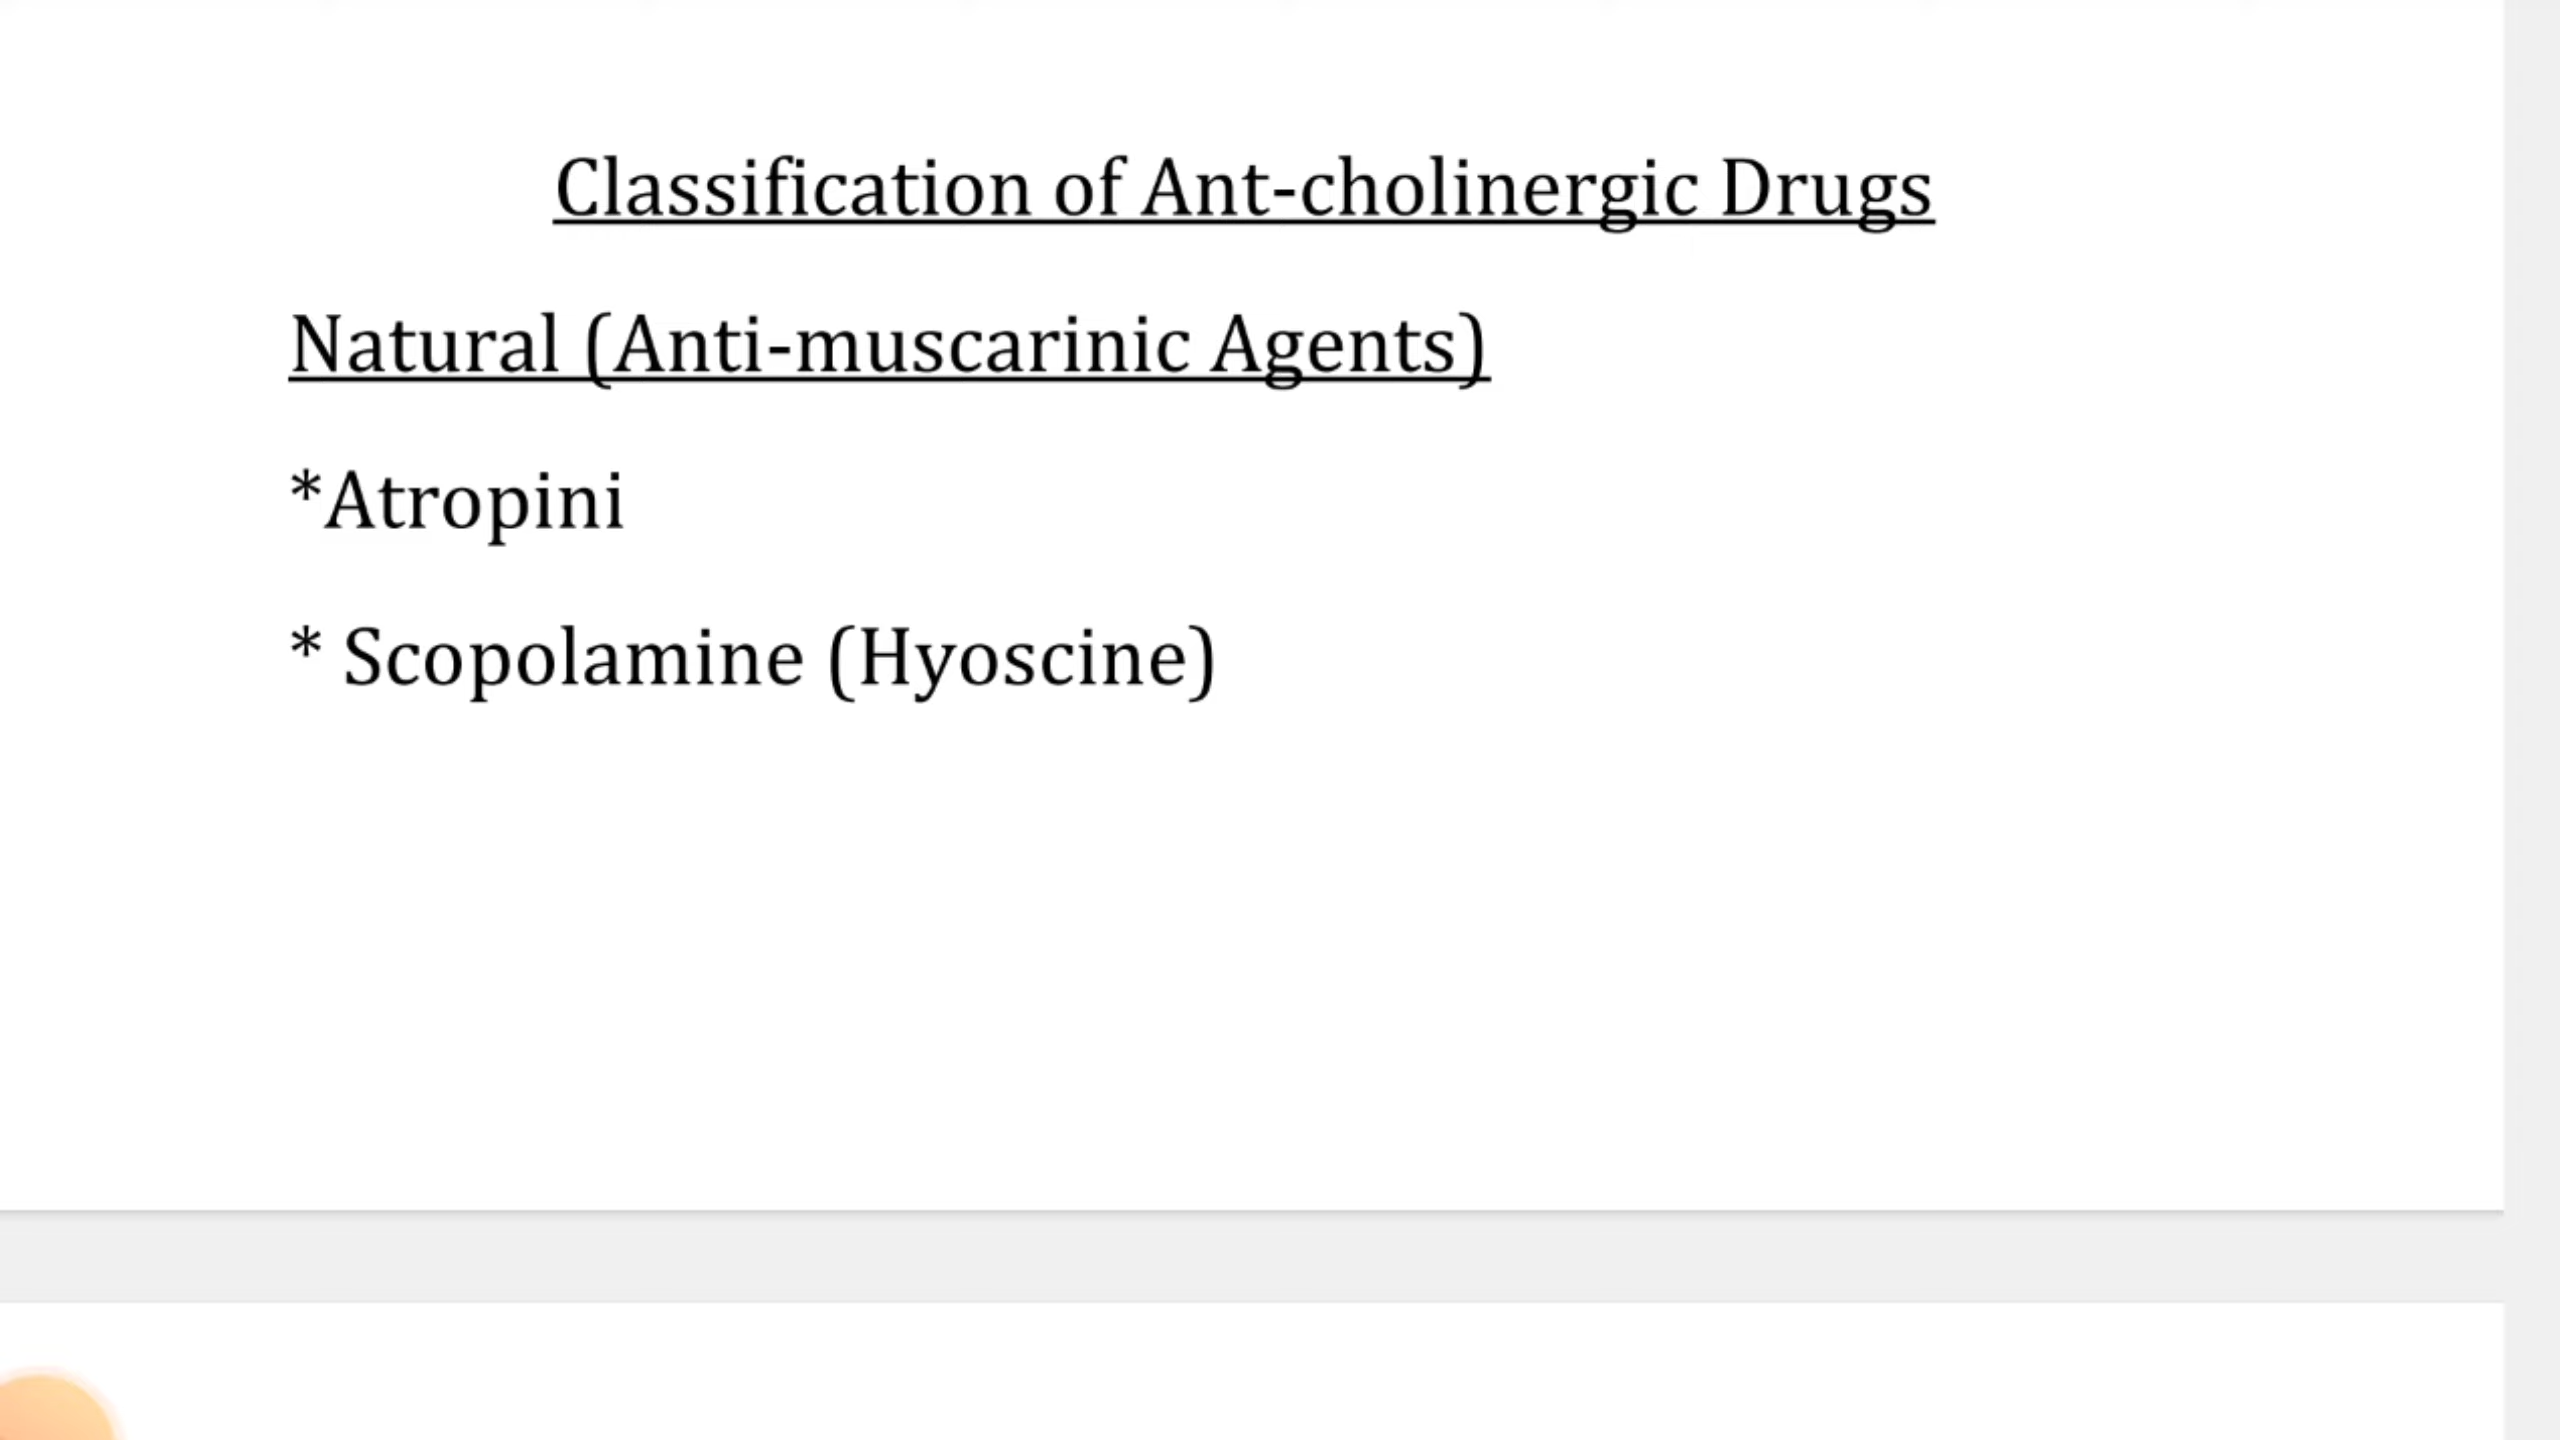 Classification of Ant-cholinergic Drugs
Natural (Anti-muscarinic Agents)
*Atropini
* Scopolamine (Hyoscine)